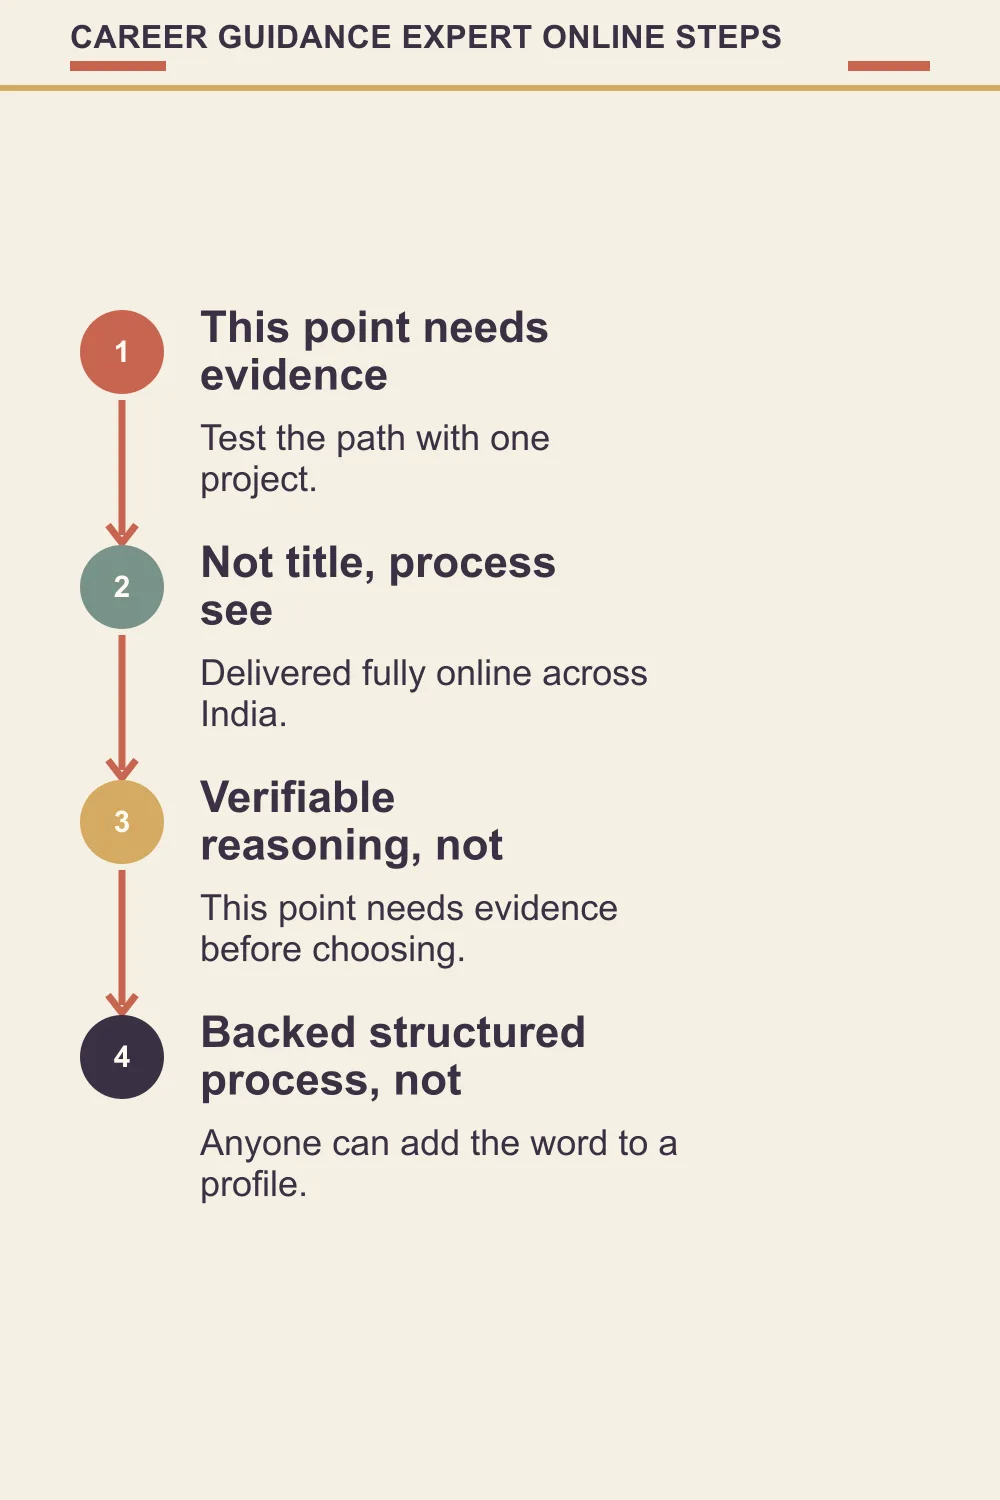 CAREER GUIDANCE EXPERT ONLINE STEPS
1
This point needs
evidence
Test the path with one
project.
2
Not title, process
see
Delivered fully online across
India.
3
Verifiable
reasoning, not
This point needs evidence
before choosing.
4
Backed structured
process, not
Anyone can add the word to a
profile.